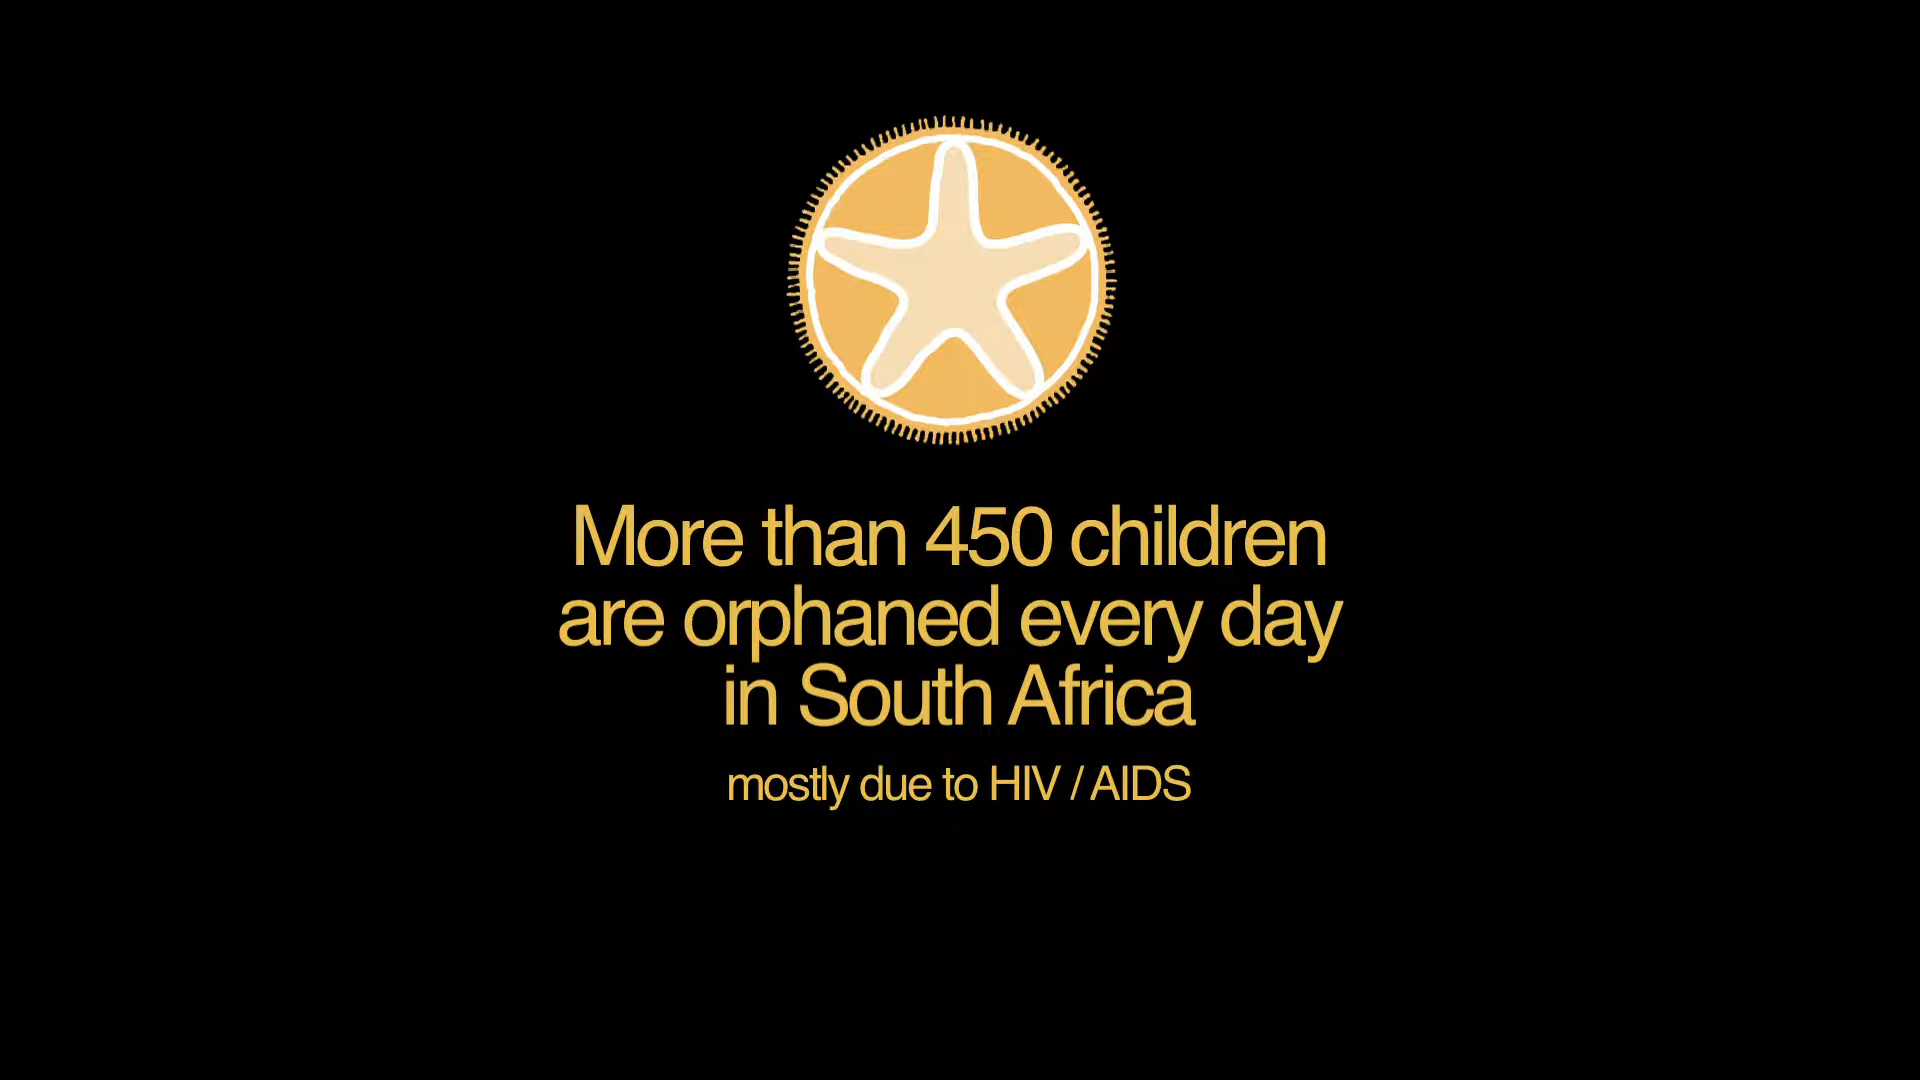 More than 450 children
are orphaned every day
in South Africa
mostly due to HIV / AIDS